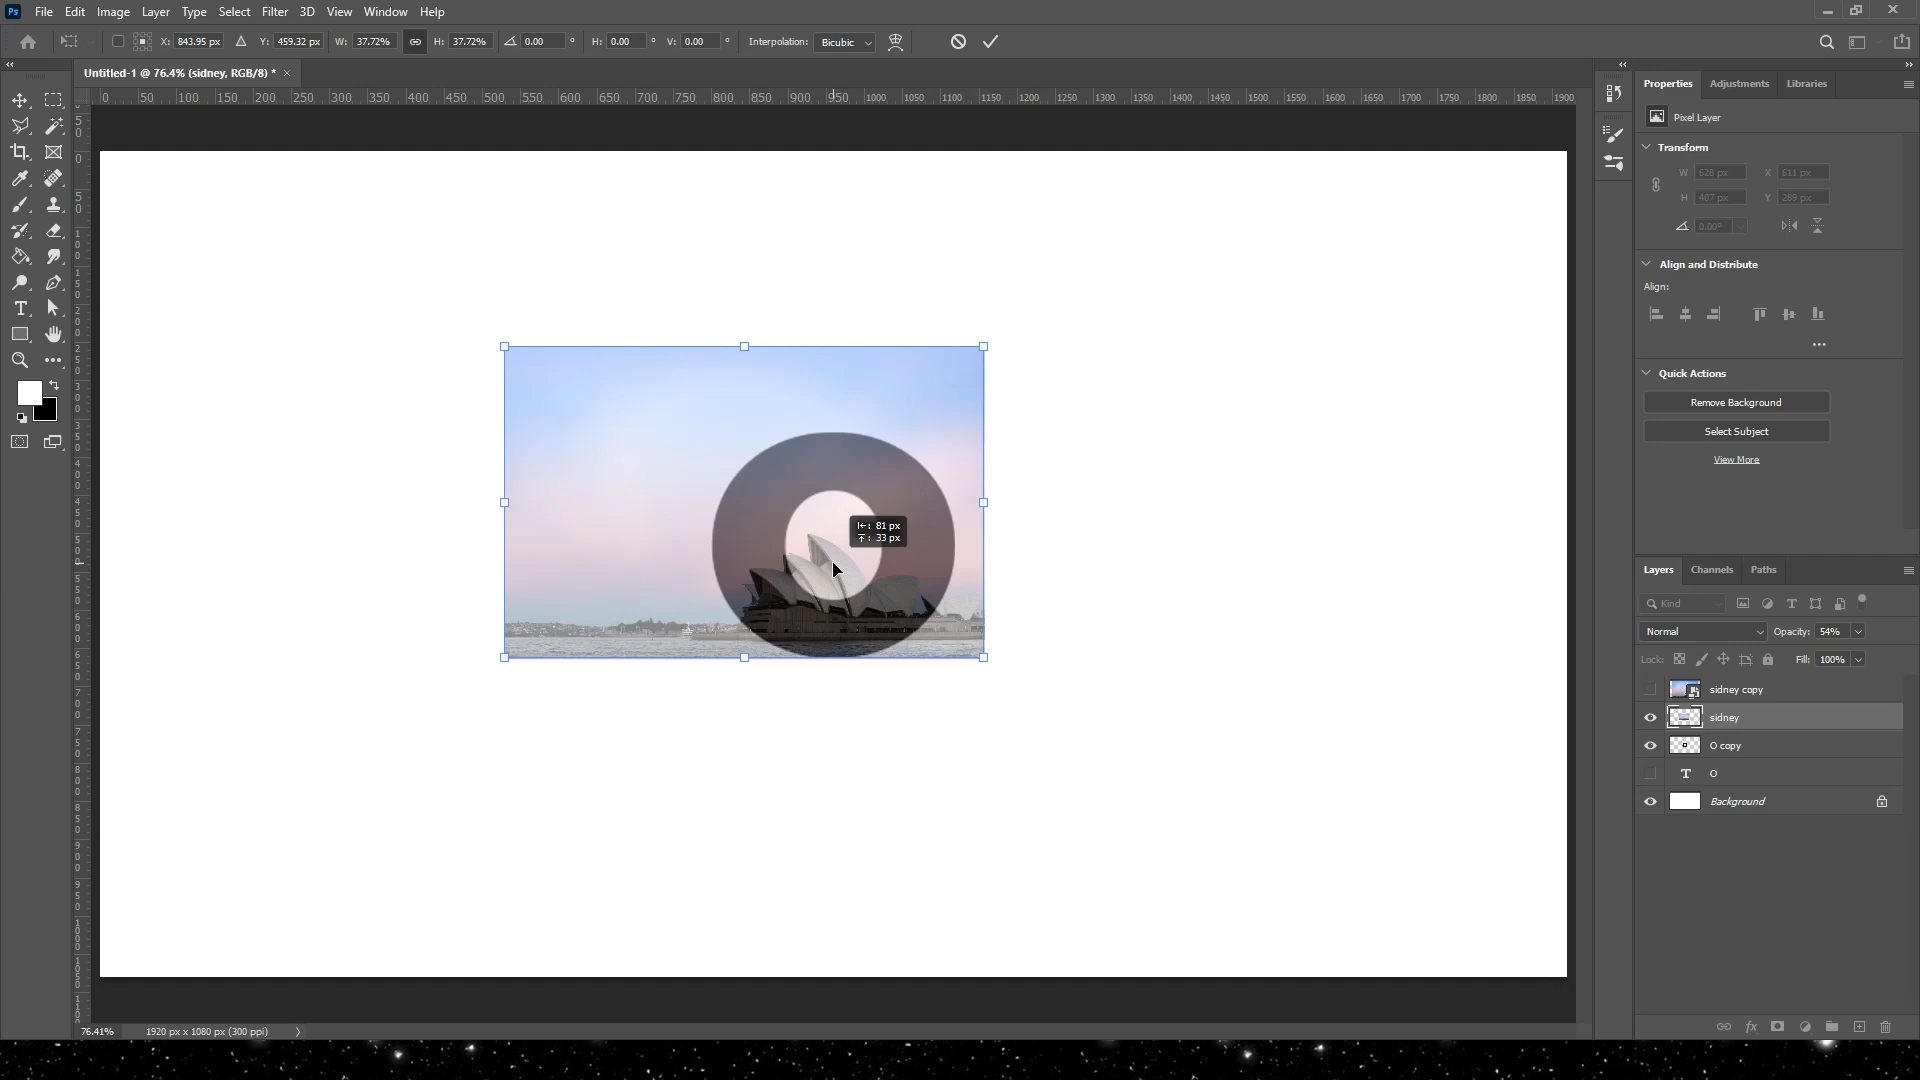 Ps File Edit Image Layer Type Select Filter 3D View Window Help
X: 843.95 px Y: 459.32 px W: 37.72% H: 37.72% 0.00 ° H: 0.00 ° V: 0.00 ° Interpolation: Bicubic
Untitled-1 @ 76.4% (sidney, RGB/8) * ×
0 50 100 150 200 250 300 350 400 450 500 550 600 650 700 750 800 850 900 950 1000 1050 1100 1150 1200 1250 1300 1350 1400 1450 1500 1550 1600 1650 1700 1750 1800 1850 1900
Properties Adjustments Libraries
Pixel Layer
Transform
W 628 px X 611 px
H 407 px Y 289 px
0.00°
Align and Distribute
Align:
Quick Actions
Remove Background
Select Subject
View More
O
81 px
33 px
Layers Channels Paths
Kind
Normal Opacity: 54%
Lock: Fill: 100%
sidney copy
sidney
O copy
T O
Background
76.41% 1920 px x 1080 px (300 ppi)